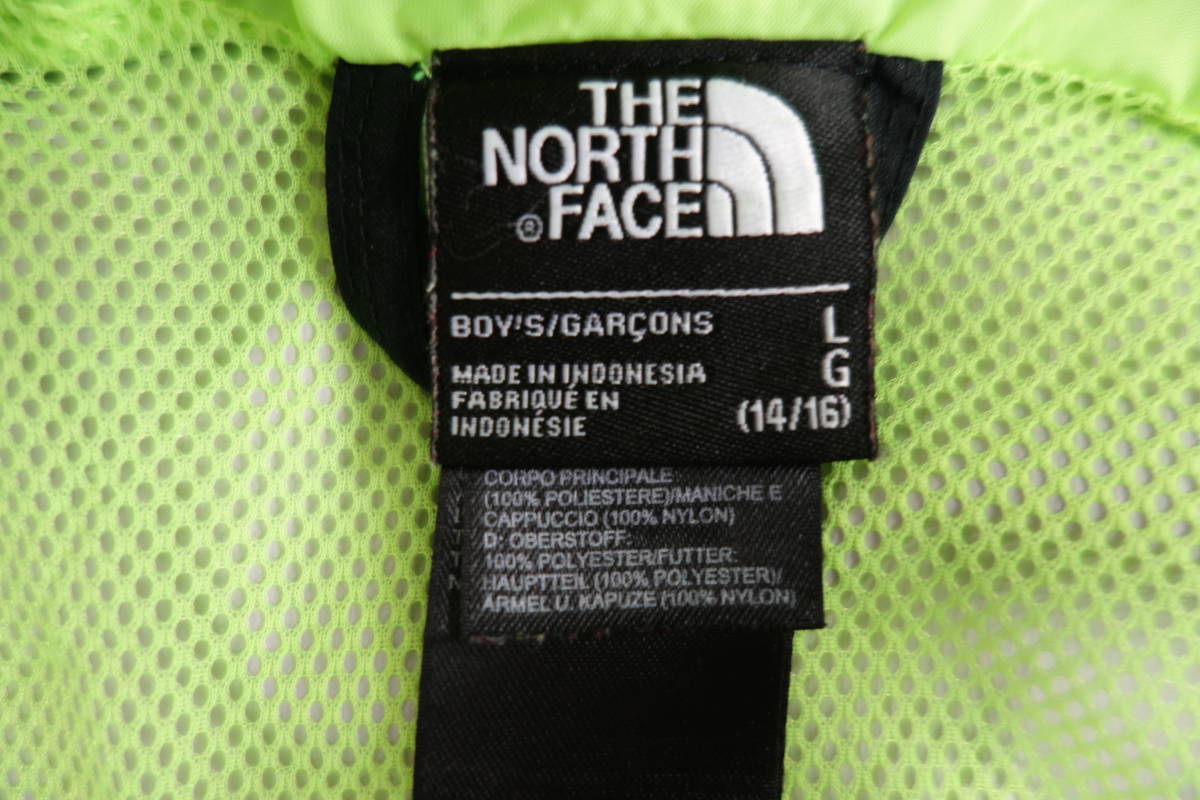 THE
NORTH
® FACE
BOY'S/GARÇONS L
MADE IN INDONESIA G
FABRIQUÉ EN
INDONÉSIE (14/16)
CORPO PRINCIPALE
(100% POLIESTERE)/MANICHE E
CAPPUCCIO (100% NYLON)
D: OBERSTOFF:
100% POLYESTER/FUTTER:
HAUPTTEIL (100% POLYESTER)/
ARMEL U. KAPUZE (100% NYLON)